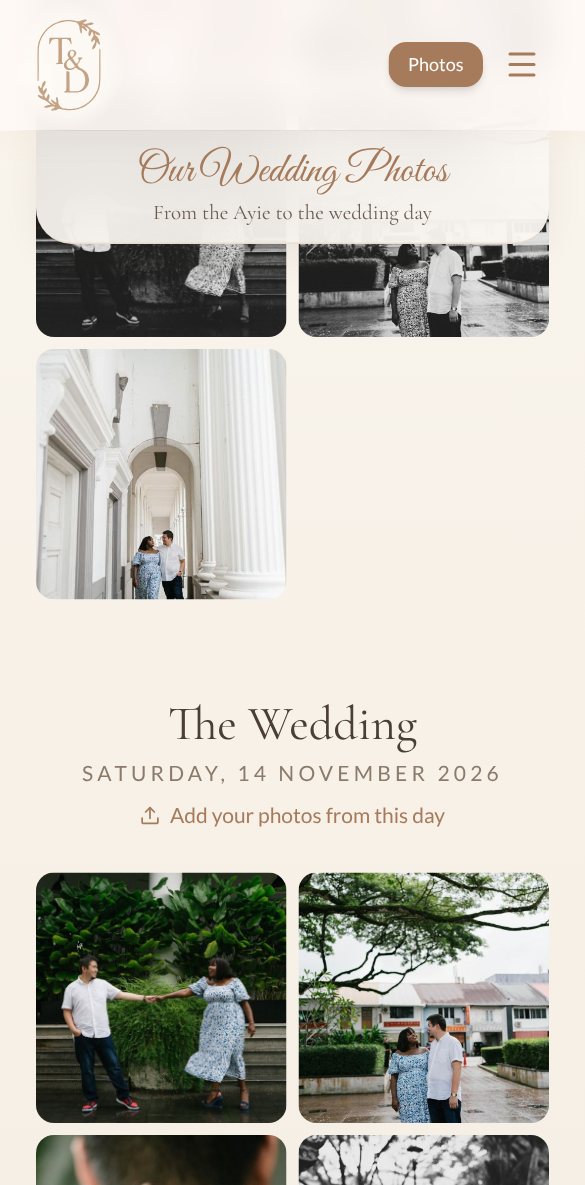 T&D
Photos
Our Wedding Photos
From the Ayie to the wedding day
The Wedding
SATURDAY, 14 NOVEMBER 2026
Add your photos from this day